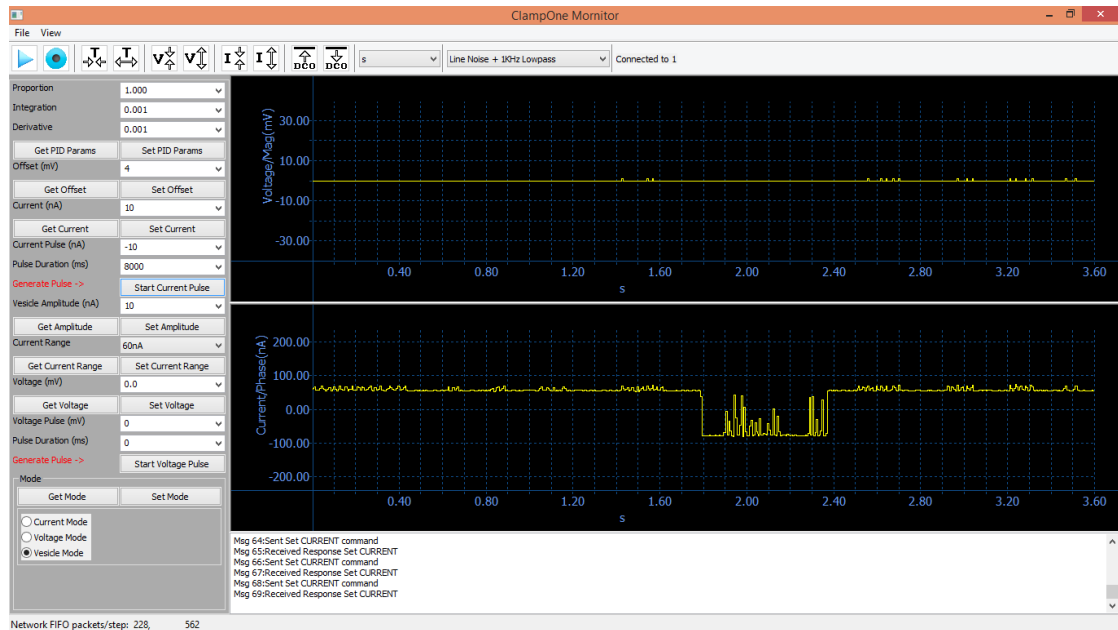 ClampOne Mornitor
File View
T T V V I I DCO DCO s Line Noise + 1KHz Lowpass Connected to 1
Proportion 1.000
Integration 0.001
Derivative 0.001
Get PID Params Set PID Params
Offset (mV) 4
Get Offset Set Offset
Current (nA) 10
Get Current Set Current
Current Pulse (nA) -10
Pulse Duration (ms) 8000
Generate Pulse -> Start Current Pulse
Vesicle Amplitude (nA) 10
Get Amplitude Set Amplitude
Current Range 60nA
Get Current Range Set Current Range
Voltage (mV) 0.0
Get Voltage Set Voltage
Voltage Pulse (mV) 0
Pulse Duration (ms) 0
Generate Pulse -> Start Voltage Pulse
Mode
Get Mode Set Mode
Current Mode
Voltage Mode
Vesicle Mode
Voltage/Mag(mV)
30.00
10.00
-10.00
-30.00
0.40 0.80 1.20 1.60 2.00 2.40 2.80 3.20 3.60
s
Current/Phase(nA)
200.00
100.00
0.00
-100.00
-200.00
0.40 0.80 1.20 1.60 2.00 2.40 2.80 3.20 3.60
s
Msg 64:Sent Set CURRENT command
Msg 65:Received Response Set CURRENT
Msg 66:Sent Set CURRENT command
Msg 67:Received Response Set CURRENT
Msg 68:Sent Set CURRENT command
Msg 69:Received Response Set CURRENT
Network FIFO packets/step: 228, 562